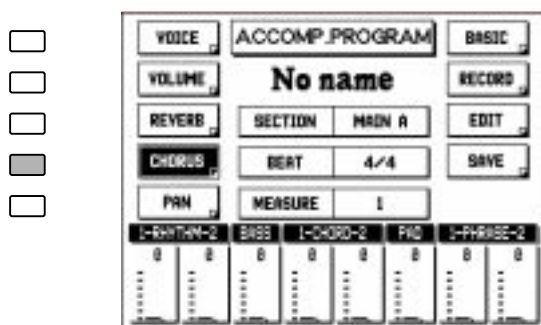 VOICE ACCOMP.PROGRAM BASIC
VOLUME No name RECORD
REVERB SECTION MAIN A EDIT
CHORUS BEAT 4/4 SAVE
PAN MEASURE 1
1-RHYTHM-2 BASS 1-CHORD-2 PAD 1-PHRASE-2
0 0 0 0 0 0 0 0